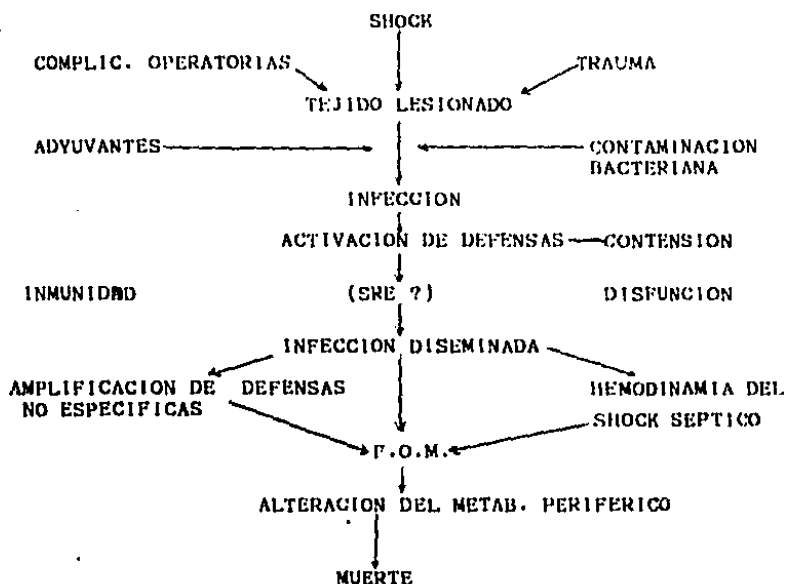 SHOCK
COMPLIC. OPERATORIAS TRAUMA
TEJIDO LESIONADO
ADYUVANTES CONTAMINACION
BACTERIANA
INFECCION
ACTIVACION DE DEFENSAS CONTENSION
INMUNIDAD (SRE ?) DISFUNCION
INFECCION DISEMINADA
AMPLIFICACION DE DEFENSAS HEMODINAMIA DEL
NO ESPECIFICAS SHOCK SEPTICO
F.O.M.
ALTERACION DEL METAB. PERIFERICO
MUERTE